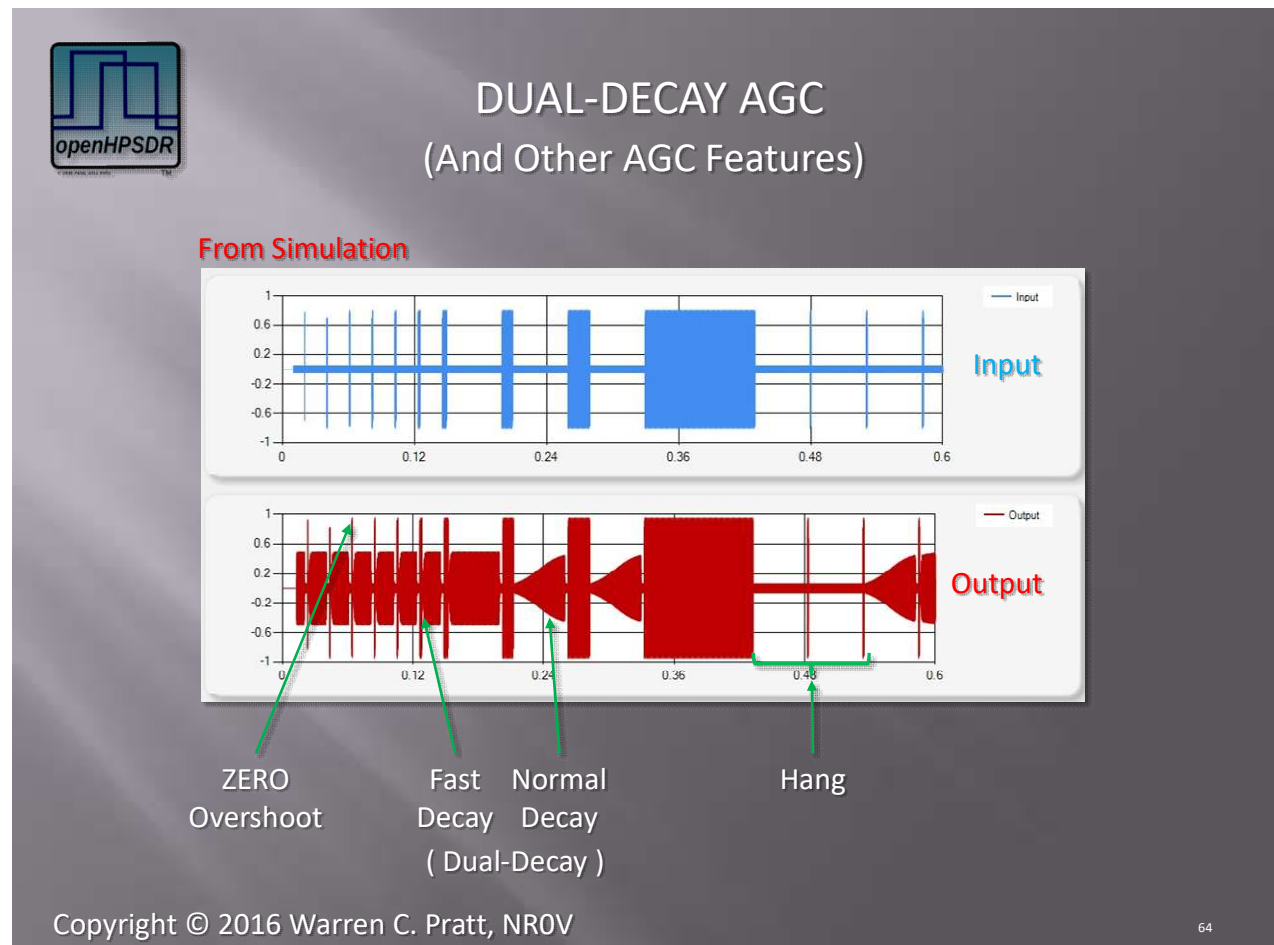 openHPSDR
TM
DUAL-DECAY AGC
(And Other AGC Features)
From Simulation
1
0.6
0.2
-0.2
-0.6
-1
0
0.12
0.24
0.36
0.48
0.6
Input
Input
1
0.6
0.2
-0.2
-0.6
-1
0
0.12
0.24
0.36
0.48
0.6
Output
Output
ZERO
Overshoot
Fast
Decay
Normal
Decay
( Dual-Decay )
Hang
Copyright © 2016 Warren C. Pratt, NR0V
64